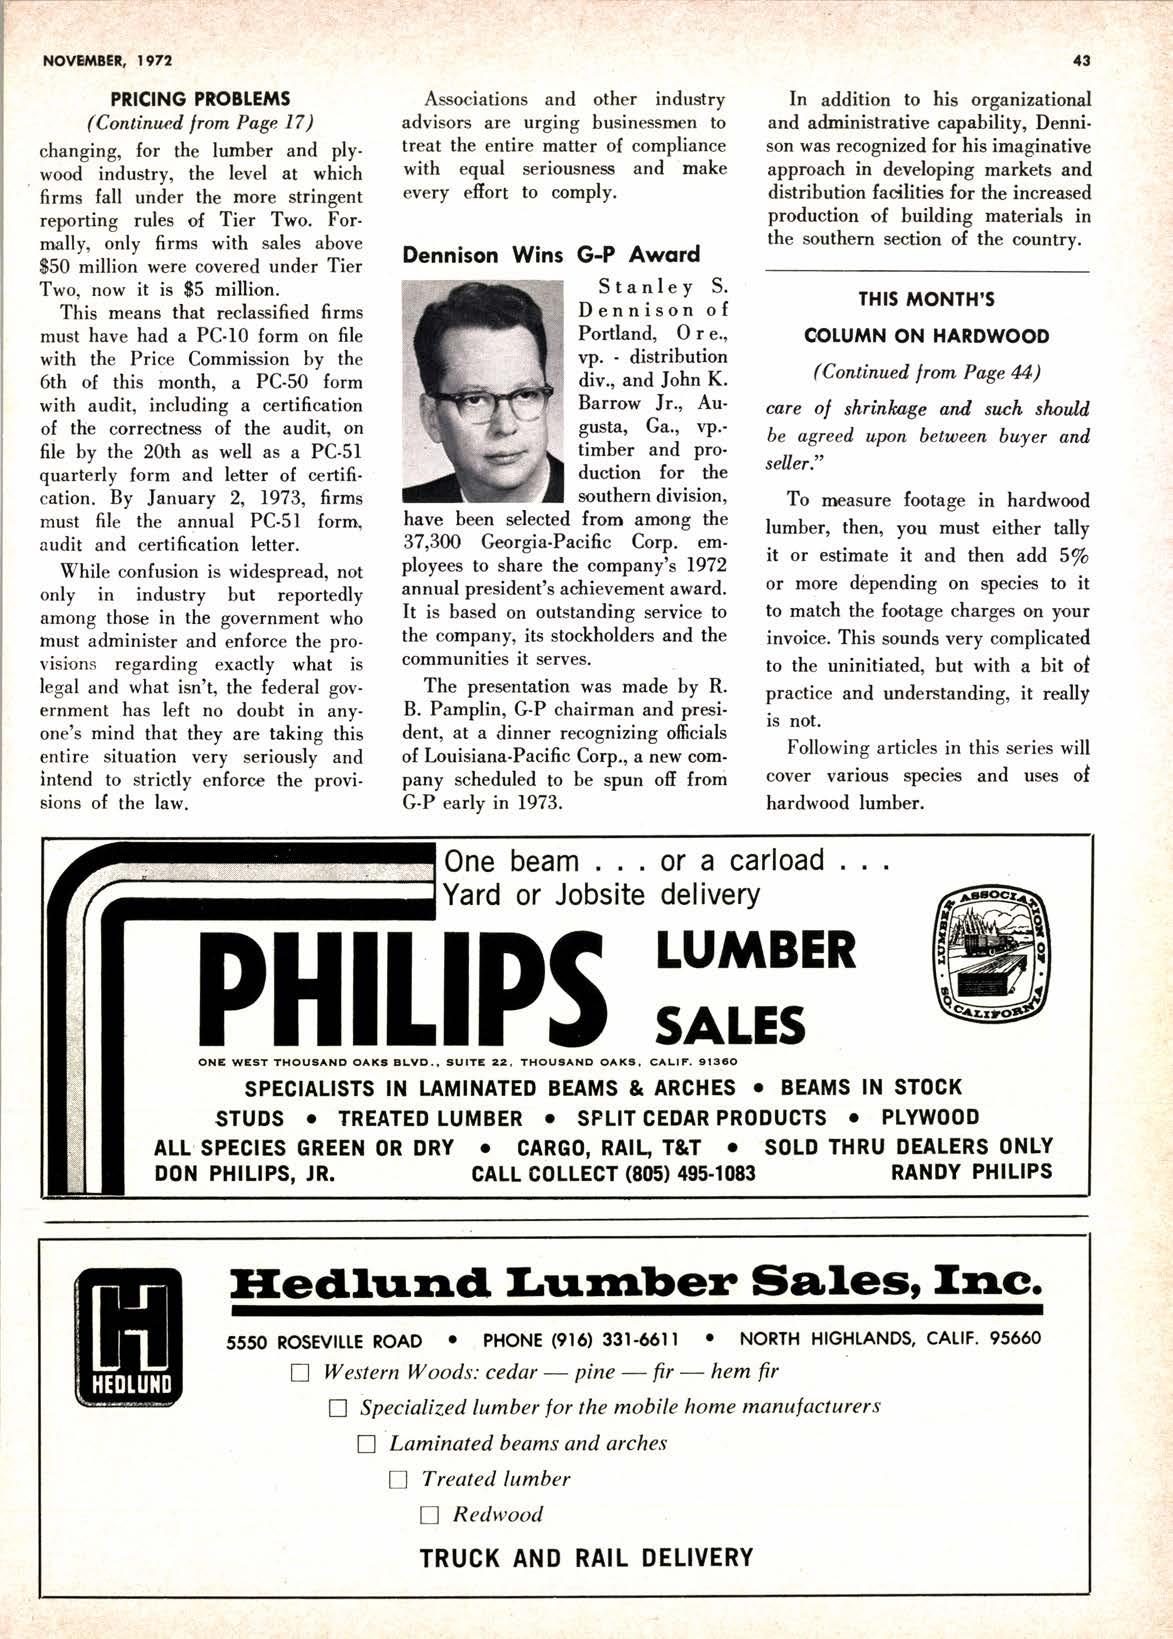 NOVEMBER, 1972
43
PRICING PROBLEMS
(Continued from Page 17)
changing, for the lumber and ply-
wood industry, the level at which
firms fall under the more stringent
reporting rules of Tier Two. For-
mally, only firms with sales above
$50 million were covered under Tier
Two, now it is $5 million.
This means that reclassified firms
must have had a PC-10 form on file
with the Price Commission by the
6th of this month, a PC-50 form
with audit, including a certification
of the correctness of the audit, on
file by the 20th as well as a PC-51
quarterly form and letter of certifi-
cation. By January 2, 1973, firms
must file the annual PC-51 form,
audit and certification letter.
While confusion is widespread, not
only in industry but reportedly
among those in the government who
must administer and enforce the pro-
visions regarding exactly what is
legal and what isn't, the federal gov-
ernment has left no doubt in any-
one's mind that they are taking this
entire situation very seriously and
intend to strictly enforce the provi-
sions of the law.
Associations and other industry
advisors are urging businessmen to
treat the entire matter of compliance
with equal seriousness and make
every effort to comply.
Dennison Wins G-P Award
Stanley S.
Dennison of
Portland, Ore.,
vp. - distribution
div., and John K.
Barrow Jr., Au-
gusta, Ga., vp.-
timber and pro-
duction for the
southern division,
have been selected from among the
37,300 Georgia-Pacific Corp. em-
ployees to share the company's 1972
annual president's achievement award.
It is based on outstanding service to
the company, its stockholders and the
communities it serves.
The presentation was made by R.
B. Pamplin, G-P chairman and presi-
dent, at a dinner recognizing officials
of Louisiana-Pacific Corp., a new com-
pany scheduled to be spun off from
G-P early in 1973.
In addition to his organizational
and administrative capability, Denni-
son was recognized for his imaginative
approach in developing markets and
distribution facilities for the increased
production of building materials in
the southern section of the country.
THIS MONTH'S
COLUMN ON HARDWOOD
(Continued from Page 44)
care of shrinkage and such should
be agreed upon between buyer and
seller."
To measure footage in hardwood
lumber, then, you must either tally
it or estimate it and then add 5%
or more depending on species to it
to match the footage charges on your
invoice. This sounds very complicated
to the uninitiated, but with a bit of
practice and understanding, it really
is not.
Following articles in this series will
cover various species and uses of
hardwood lumber.
One beam . . . or a carload . . .
Yard or Jobsite delivery
PHILIPS
LUMBER
SALES
LUMBER ASSOCIATION OF
SO. CALIFORNIA
ONE WEST THOUSAND OAKS BLVD., SUITE 22, THOUSAND OAKS, CALIF. 91360
SPECIALISTS IN LAMINATED BEAMS & ARCHES • BEAMS IN STOCK
STUDS • TREATED LUMBER • SPLIT CEDAR PRODUCTS • PLYWOOD
ALL SPECIES GREEN OR DRY • CARGO, RAIL, T&T • SOLD THRU DEALERS ONLY
DON PHILIPS, JR. CALL COLLECT (805) 495-1083 RANDY PHILIPS
H
HEDLUND
Hedlund Lumber Sales, Inc.
5550 ROSEVILLE ROAD • PHONE (916) 331-6611 • NORTH HIGHLANDS, CALIF. 95660
☐ Western Woods: cedar — pine — fir — hem fir
☐ Specialized lumber for the mobile home manufacturers
☐ Laminated beams and arches
☐ Treated lumber
☐ Redwood
TRUCK AND RAIL DELIVERY